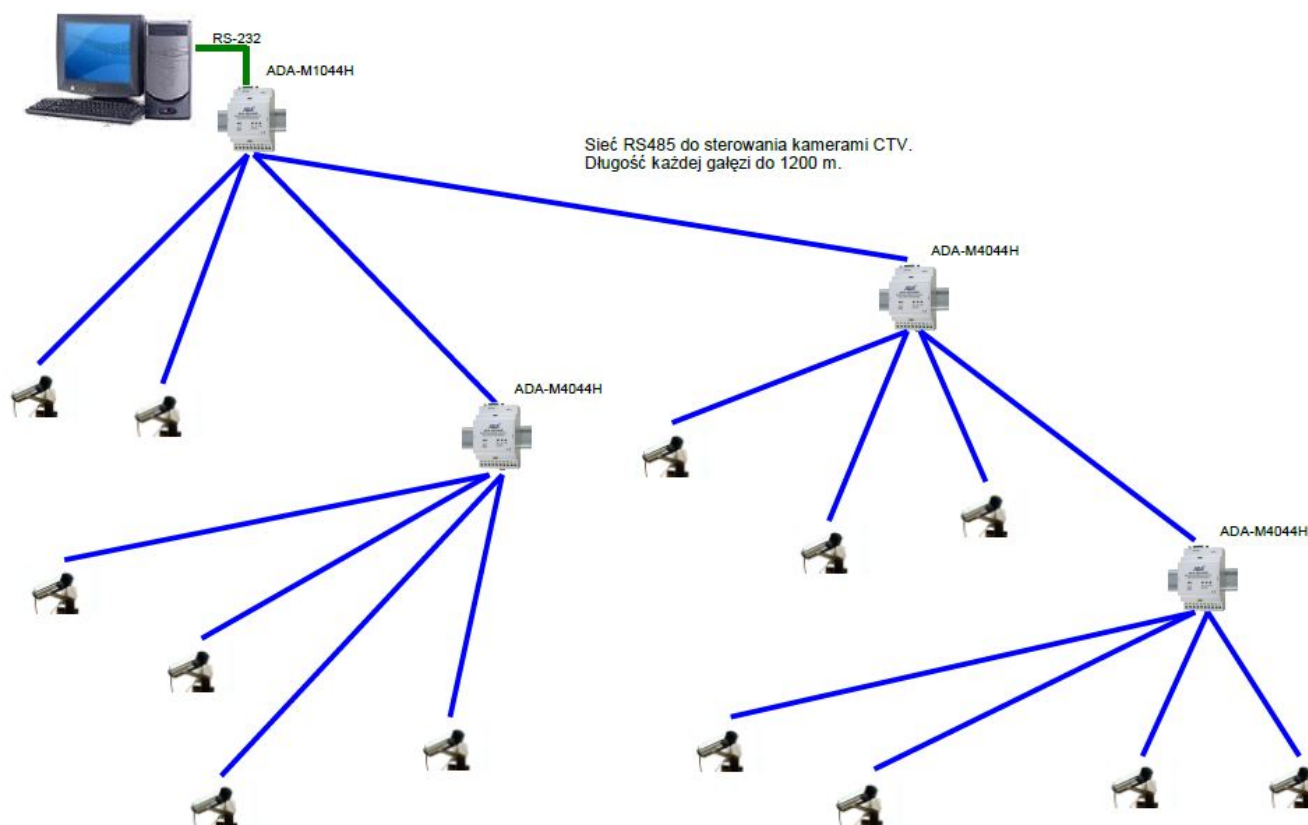 RS-232
ADA-M1044H
Sieć RS485 do sterowania kamerami CTV.
Długość każdej gałęzi do 1200 m.
ADA-M4044H
ADA-M4044H
ADA-M4044H